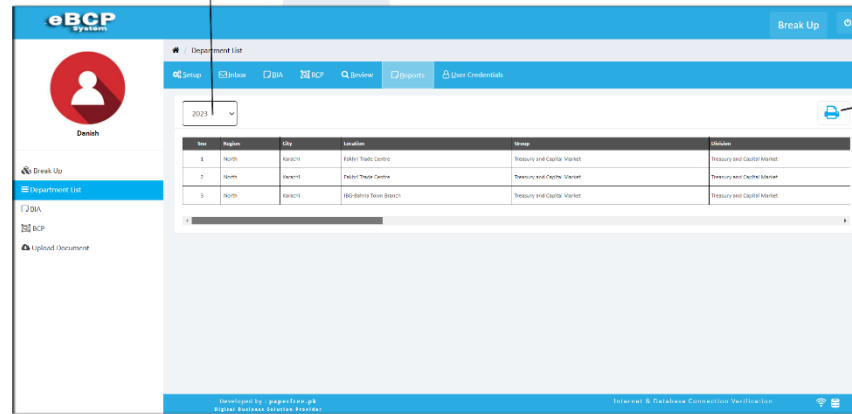 eBCP
System
Break Up
/ Department List
Setup Inbox BIA BCP Review Reports User Credentials
2023
Danish
Sno Region City Location Group Division
1 North Karachi Fakhri Trade Centre Treasury and Capital Market Treasury and Capital Market
2 North Karachi Fakhri Trade Centre Treasury and Capital Market Treasury and Capital Market
3 North Karachi IBG-Bahria Town Branch Treasury and Capital Market Treasury and Capital Market
Break Up
Department List
BIA
BCP
Upload Document
Developed by : paperfree.pk
Digital Business Solution Provider
Internet & Database Connection Verification